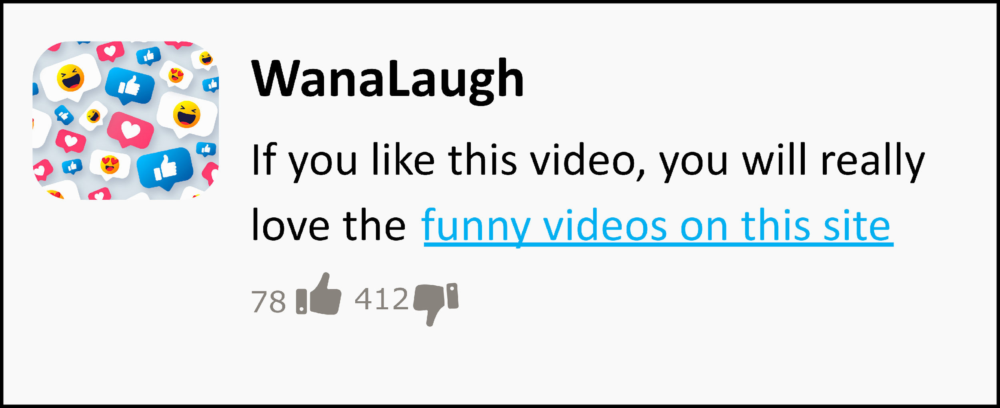 WanaLaugh
If you like this video, you will really
love the funny videos on this site
78 412